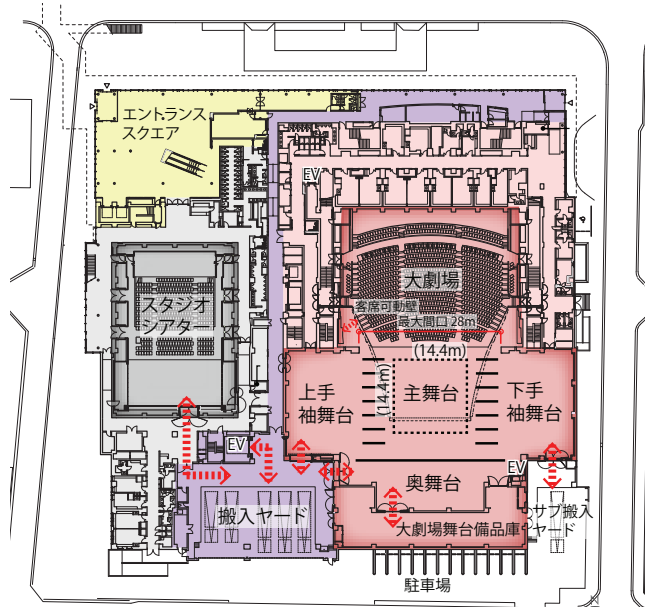 エントランス
スクエア
EV
大劇場
スタジオ
シアター
客席可動壁
最大間口 28m
(14.4m)
(14.4m)
上手
袖舞台
主舞台
下手
袖舞台
EV
EV
奥舞台
搬入ヤード
大劇場舞台備品庫
サブ搬入
ヤード
駐車場